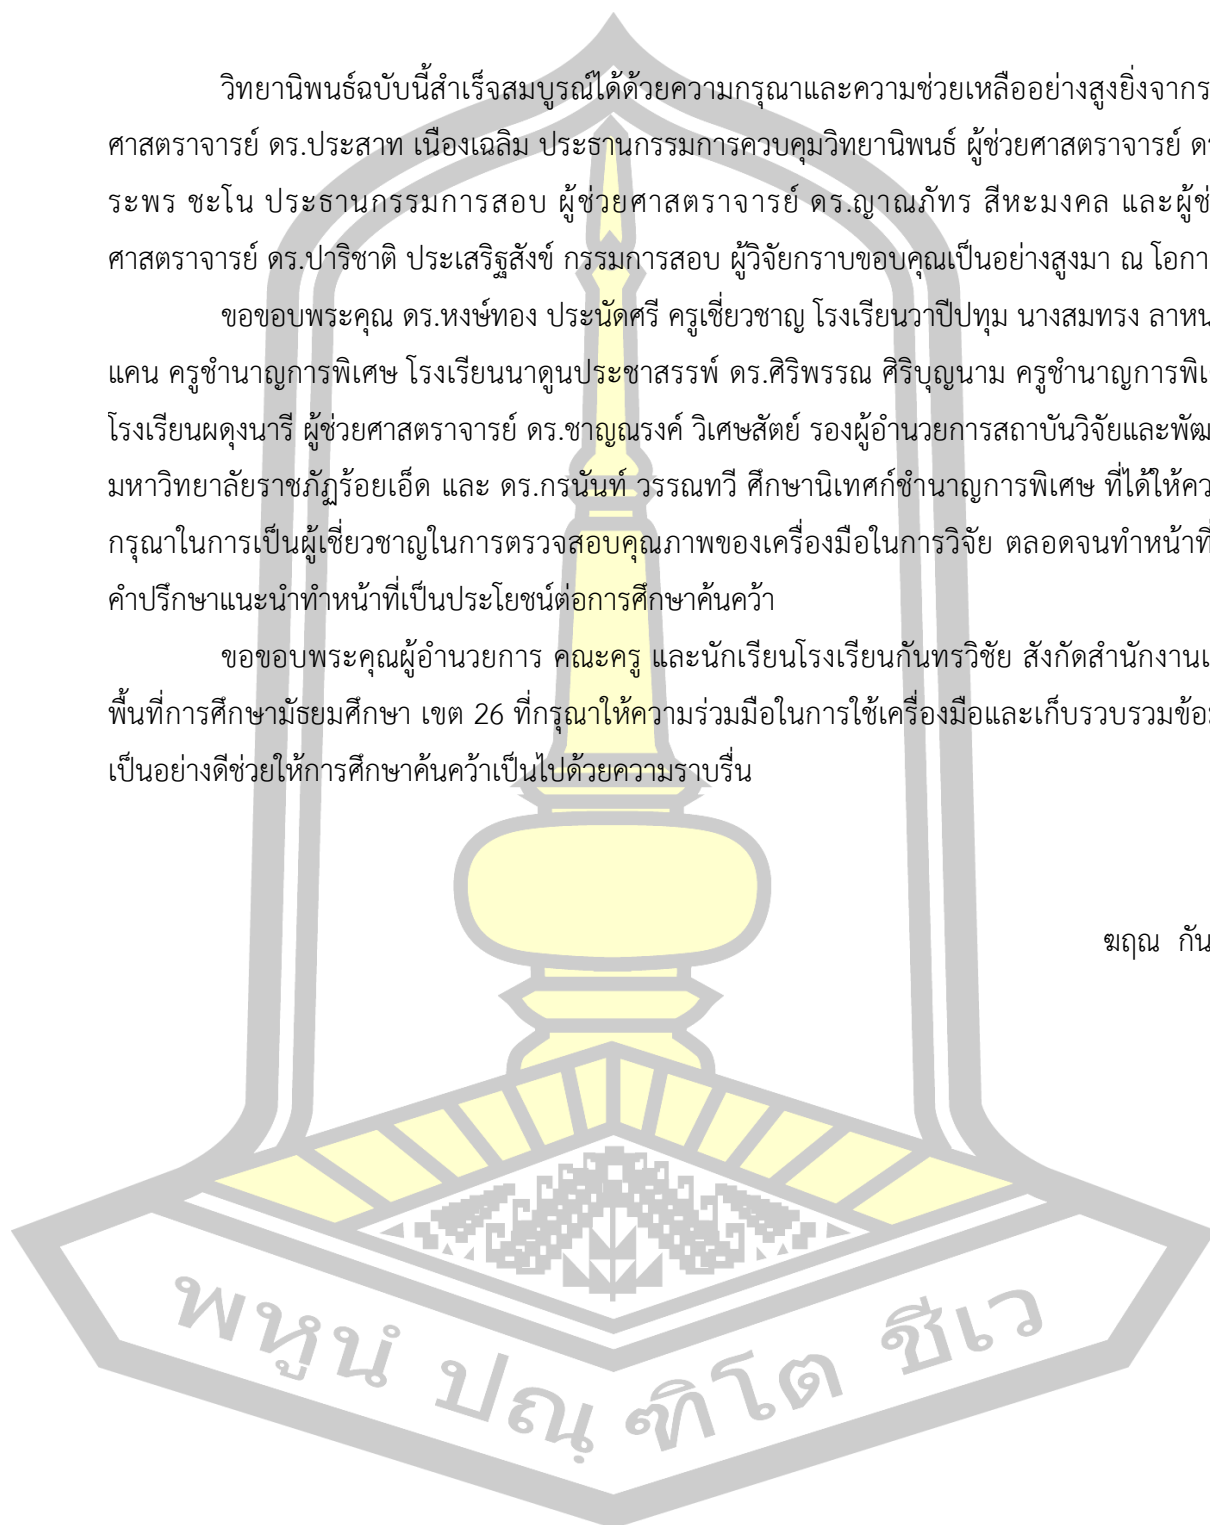 วิทยานิพนธ์ฉบับนี้สำเร็จสมบูรณ์ได้ด้วยความกรุณาและความช่วยเหลืออย่างสูงยิ่งจากร
ศาสตราจารย์ ดร.ประสาท เนืองเฉลิม ประธานกรรมการควบคุมวิทยานิพนธ์ ผู้ช่วยศาสตราจารย์ ดร
ระพร ชะโน ประธานกรรมการสอบ ผู้ช่วยศาสตราจารย์ ดร.ญาณภัทร สีหะมงคล และผู้ช่
ศาสตราจารย์ ดร.ปาริชาติ ประเสริฐสังข์ กรรมการสอบ ผู้วิจัยกราบขอบคุณเป็นอย่างสูงมา ณ โอกา
ขอขอบพระคุณ ดร.หงษ์ทอง ประนัดศรี ครูเชี่ยวชาญ โรงเรียนวาปีปทุม นางสมทรง ลาหน
แคน ครูชำนาญการพิเศษ โรงเรียนนาดูนประชาสรรพ์ ดร.ศิริพรรณ ศิริบุญนาม ครูชำนาญการพิเ
โรงเรียนผดุงนารี ผู้ช่วยศาสตราจารย์ ดร.ชาญณรงค์ วิเศษสัตย์ รองผู้อำนวยการสถาบันวิจัยและพัฒ
มหาวิทยาลัยราชภัฏร้อยเอ็ด และ ดร.กรนันท์ วรรณทวี ศึกษานิเทศก์ชำนาญการพิเศษ ที่ได้ให้คว
กรุณาในการเป็นผู้เชี่ยวชาญในการตรวจสอบคุณภาพของเครื่องมือในการวิจัย ตลอดจนทำหน้าที่
คำปรึกษาแนะนำทำหน้าที่เป็นประโยชน์ต่อการศึกษาค้นคว้า
ขอขอบพระคุณผู้อำนวยการ คณะครู และนักเรียนโรงเรียนกันทรวิชัย สังกัดสำนักงานเ
พื้นที่การศึกษามัธยมศึกษา เขต 26 ที่กรุณาให้ความร่วมมือในการใช้เครื่องมือและเก็บรวบรวมข้อ
เป็นอย่างดีช่วยให้การศึกษาค้นคว้าเป็นไปด้วยความราบรื่น
ฆฤณ กัน
พหูนํ ปณฺฑิโต ชีเว